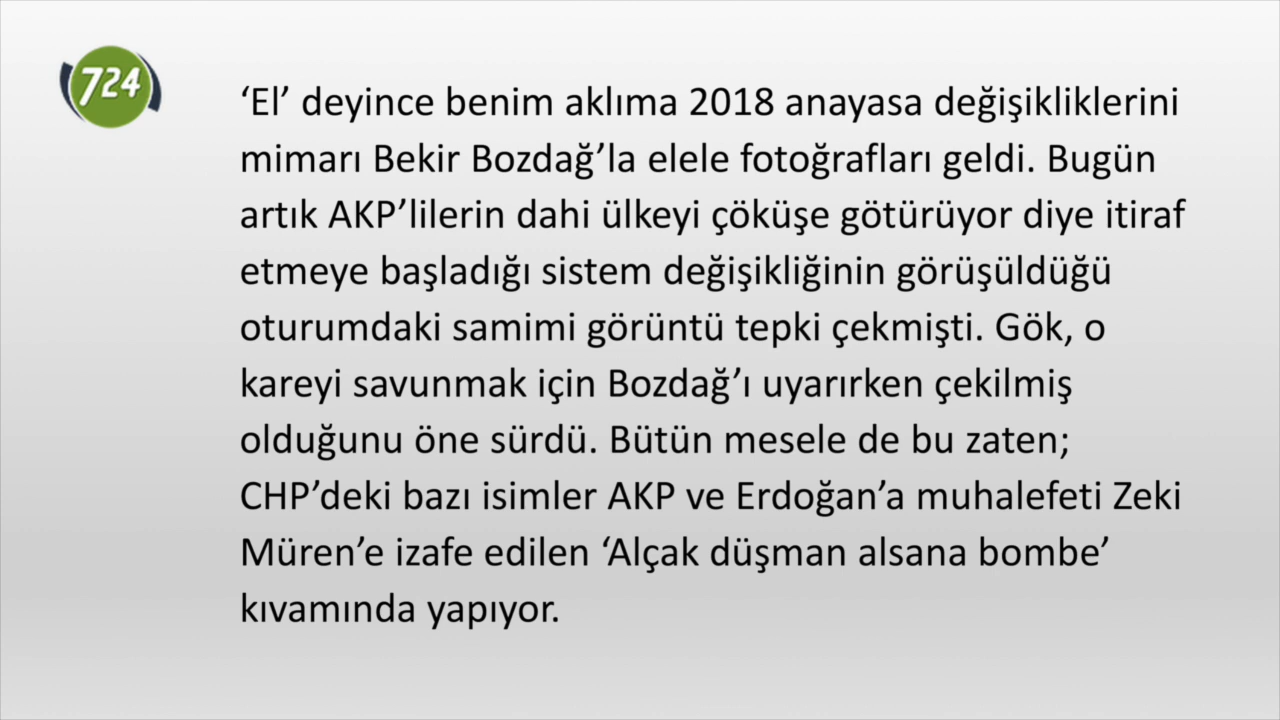 724
‘El’ deyince benim aklıma 2018 anayasa değişikliklerini
mimarı Bekir Bozdağ’la elele fotoğrafları geldi. Bugün
artık AKP’lilerin dahi ülkeyi çöküşe götürüyor diye itiraf
etmeye başladığı sistem değişikliğinin görüşüldüğü
oturumdaki samimi görüntü tepki çekmişti. Gök, o
kareyi savunmak için Bozdağ’ı uyarırken çekilmiş
olduğunu öne sürdü. Bütün mesele de bu zaten;
CHP’deki bazı isimler AKP ve Erdoğan’a muhalefeti Zeki
Müren’e izafe edilen ‘Alçak düşman alsana bombe’
kıvamında yapıyor.